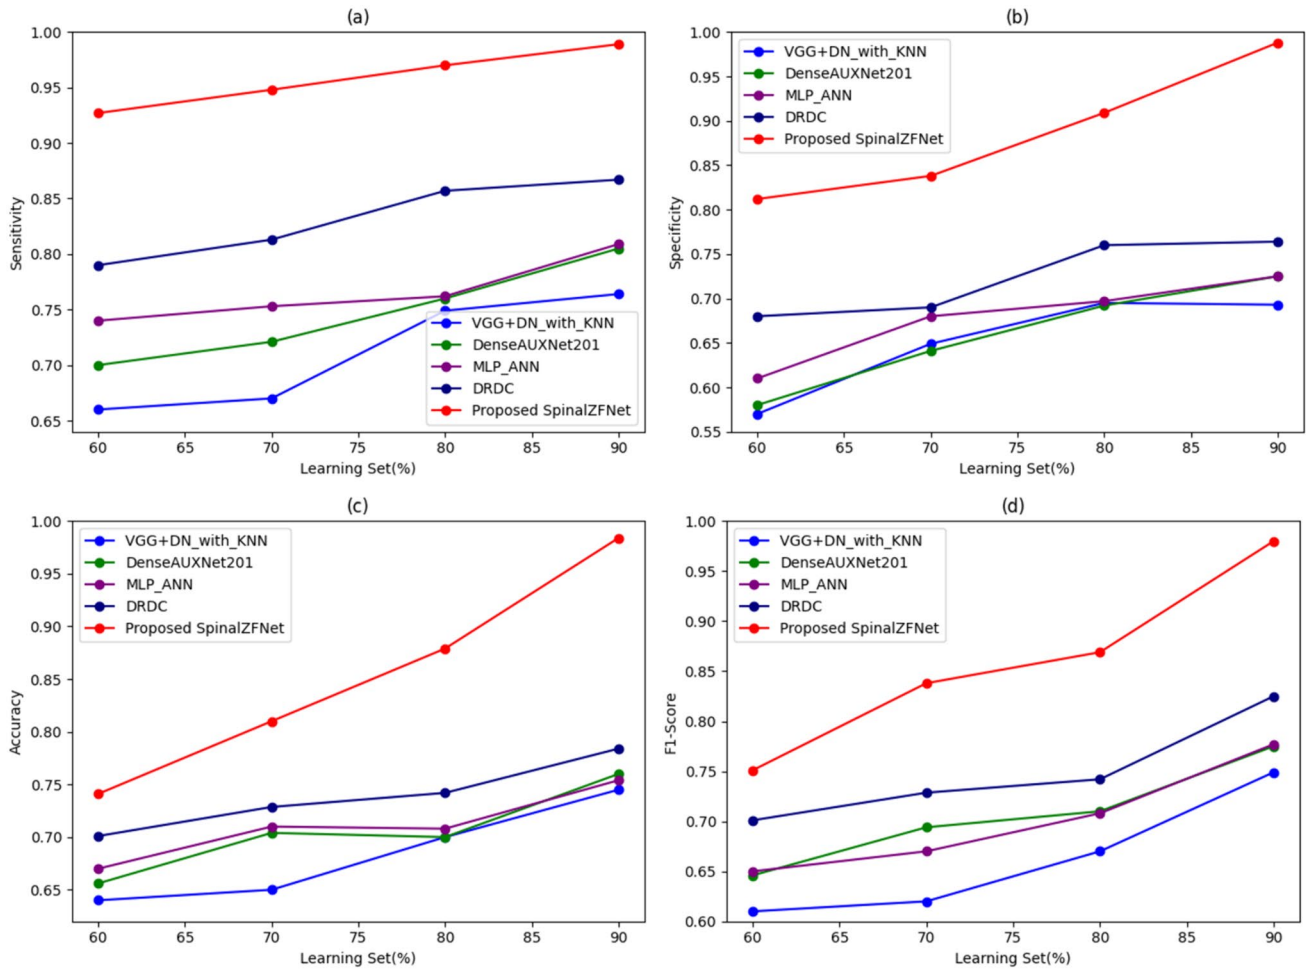 (a)
1.00
0.95
0.90
0.85
0.80
0.75
0.70
0.65
Sensitivity
60 65 70 75 80 85 90
Learning Set(%)
VGG+DN_with_KNN
DenseAUXNet201
MLP_ANN
DRDC
Proposed SpinalZFNet
(b)
1.00
0.95
0.90
0.85
0.80
0.75
0.70
0.65
0.60
0.55
Specificity
60 65 70 75 80 85 90
Learning Set(%)
VGG+DN_with_KNN
DenseAUXNet201
MLP_ANN
DRDC
Proposed SpinalZFNet
(c)
1.00
0.95
0.90
0.85
0.80
0.75
0.70
0.65
Accuracy
60 65 70 75 80 85 90
Learning Set(%)
VGG+DN_with_KNN
DenseAUXNet201
MLP_ANN
DRDC
Proposed SpinalZFNet
(d)
1.00
0.95
0.90
0.85
0.80
0.75
0.70
0.65
0.60
F1-Score
60 65 70 75 80 85 90
Learning Set(%)
VGG+DN_with_KNN
DenseAUXNet201
MLP_ANN
DRDC
Proposed SpinalZFNet